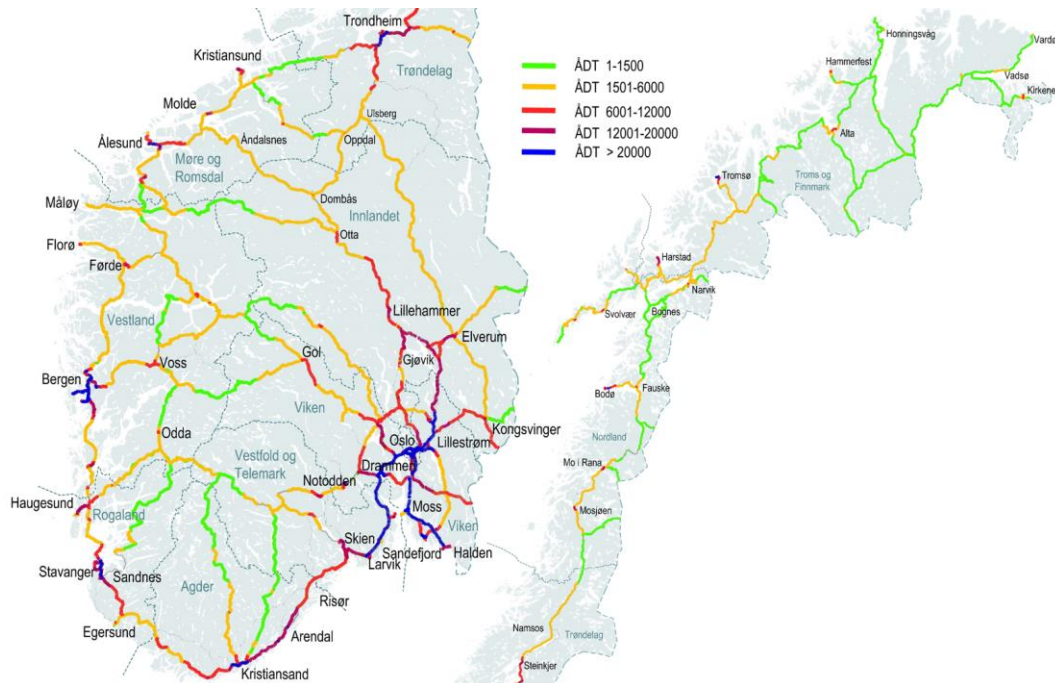 Trondheim
Kristiansund
Trøndelag
Molde
Ulsberg
Åndalsnes
Oppdal
Ålesund
Møre og
Romsdal
Dombås
Innlandet
Måløy
Otta
Florø
Førde
Lillehammer
Vestland
Elverum
Gjøvik
Gol
Voss
Bergen
Viken
Odda
Oslo
Lillestrøm
Kongsvinger
Vestfold og
Telemark
Drammen
Notodden
Haugesund
Rogaland
Moss
Viken
Skien
Stavanger
Sandnes
Sandefjord
Halden
Larvik
Agder
Risør
Egersund
Arendal
Kristiansand
ÅDT 1-1500
ÅDT 1501-6000
ÅDT 6001-12000
ÅDT 12001-20000
ÅDT > 20000
Honningsvåg
Vardø
Hammerfest
Vadsø
Kirkenes
Alta
Tromsø
Troms og
Finnmark
Harstad
Narvik
Svolvær
Bognes
Bodø
Fauske
Nordland
Mo i Rana
Mosjøen
Namsos
Trøndelag
Steinkjer